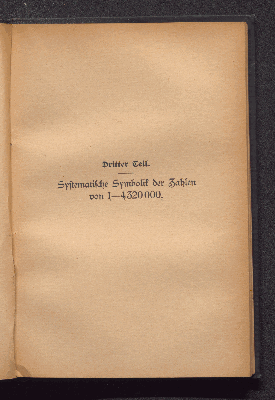 Dritter Teil.
Systematische Symbolik der Zahlen
von 1—4320000.